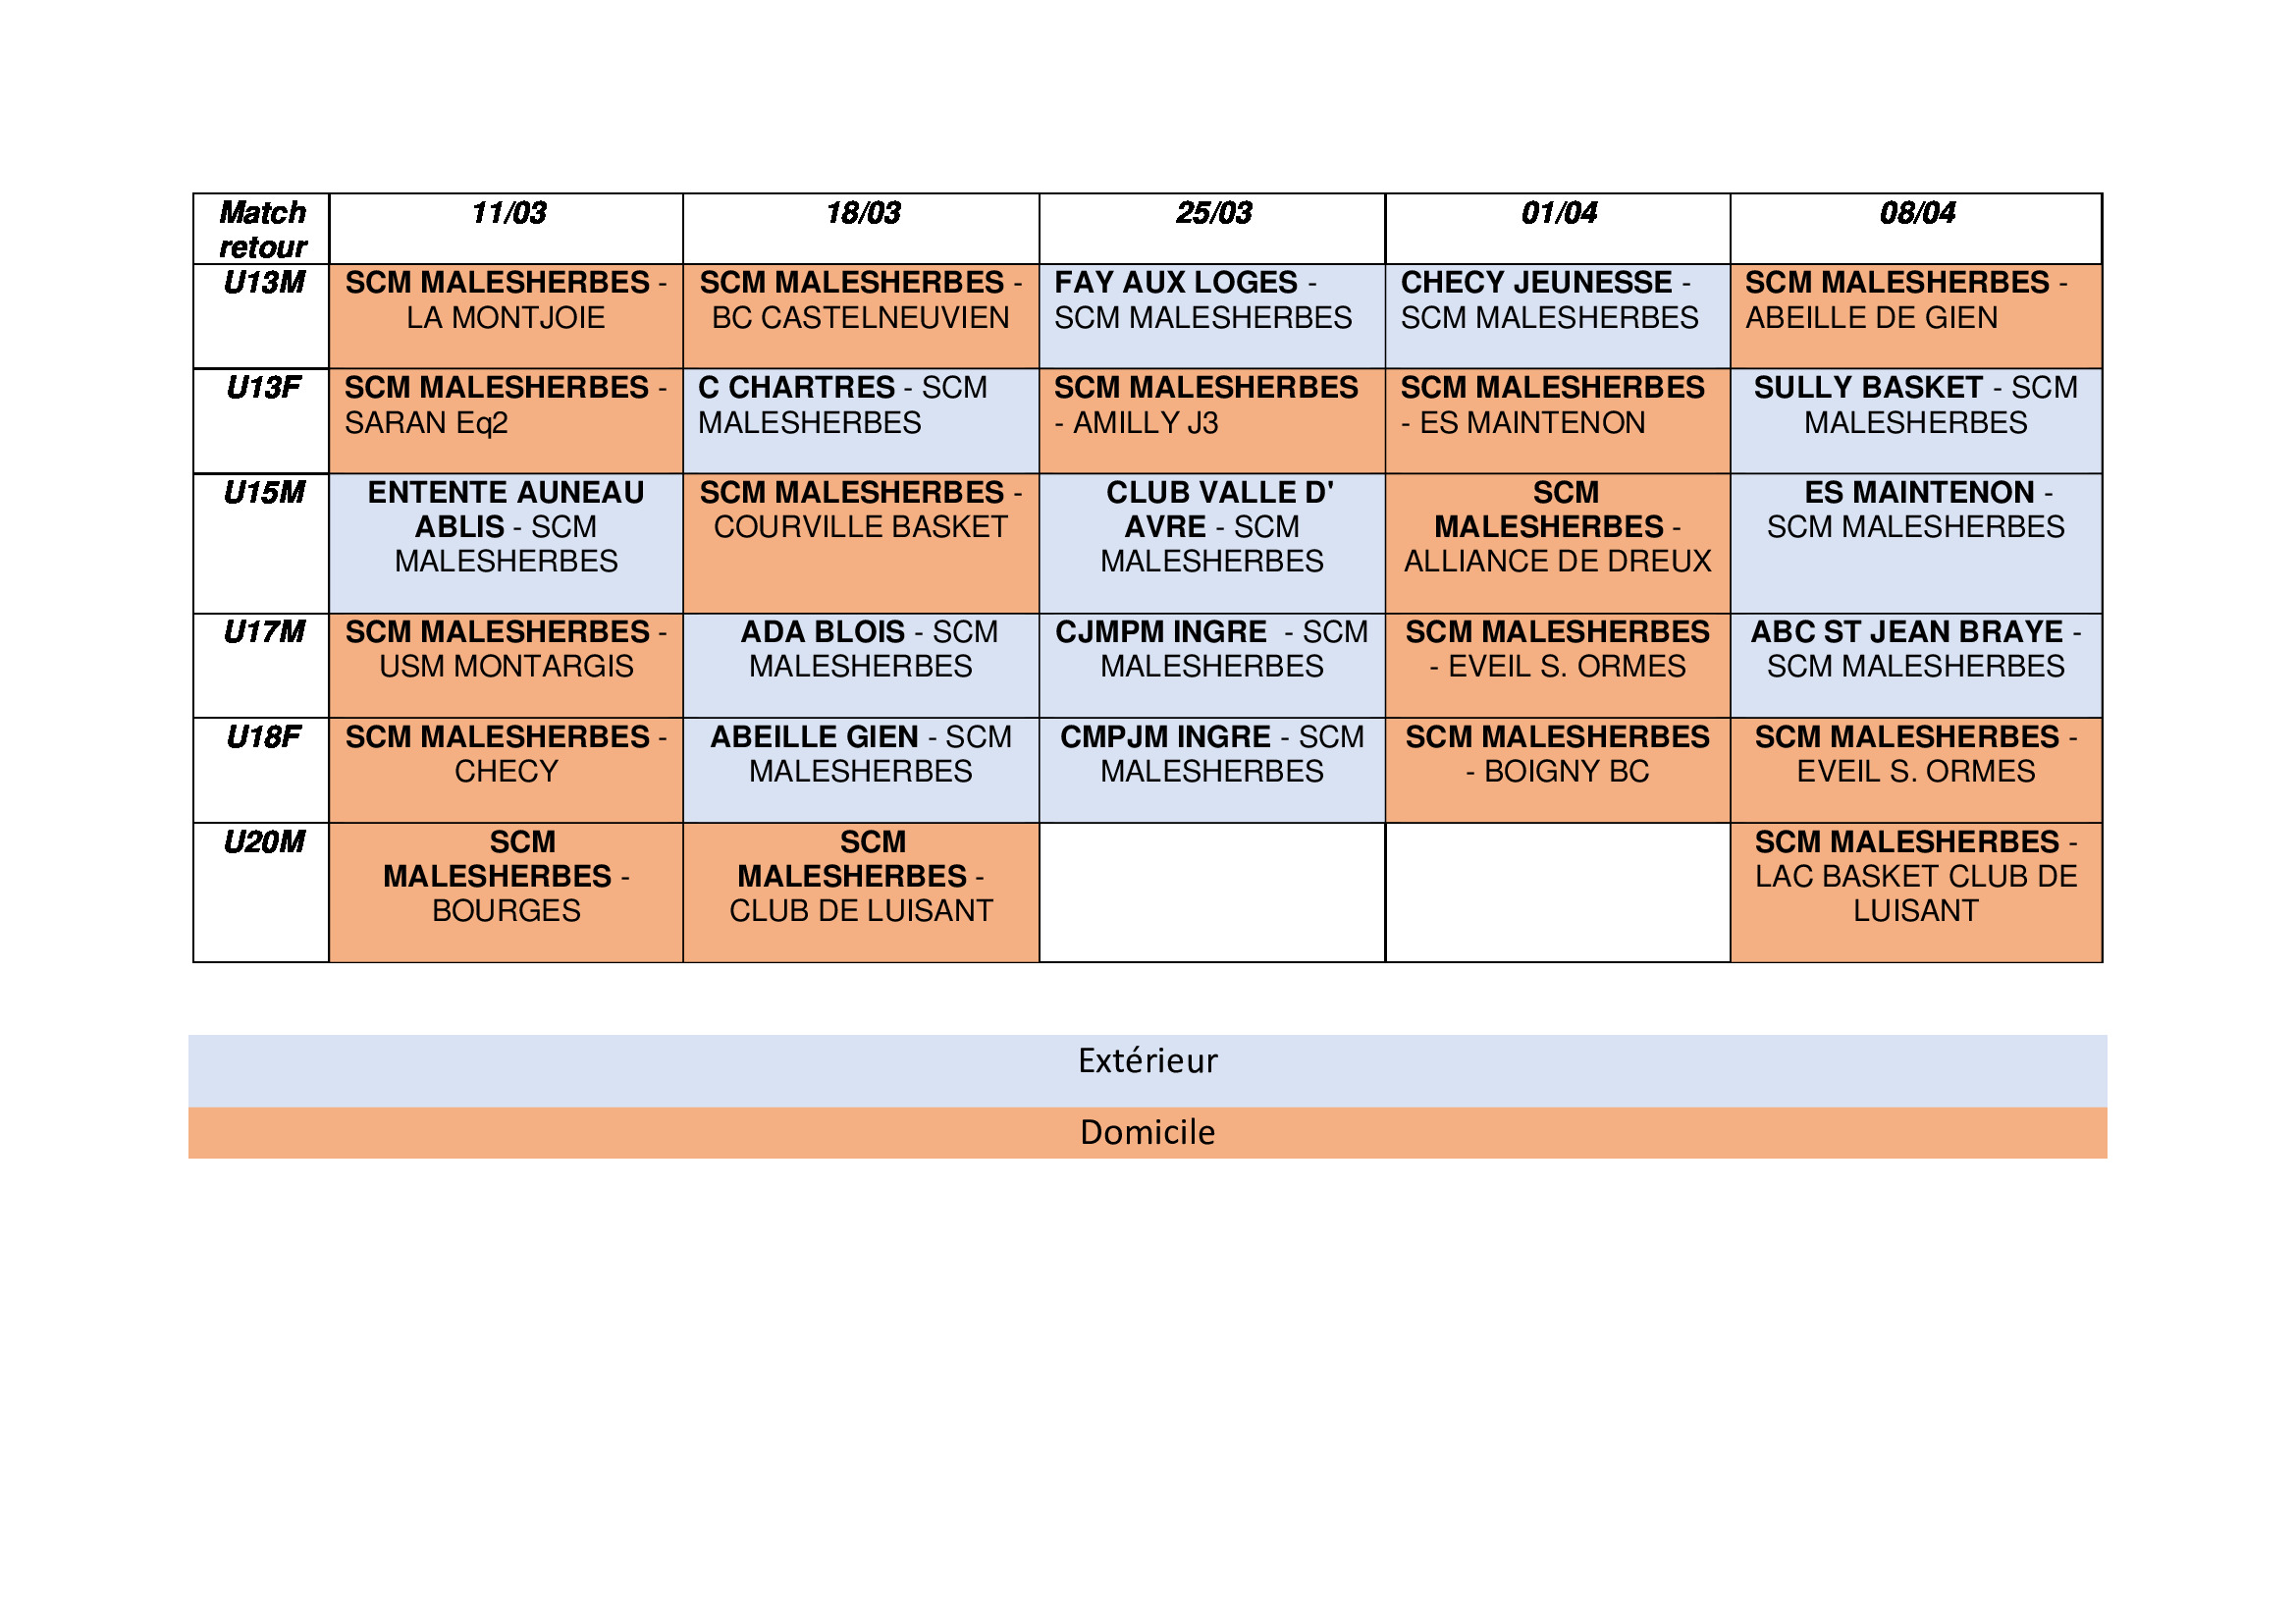 Match retour 11/03 18/03 25/03 01/04 08/04
U13M
SCM MALESHERBES -
LA MONTJOIE
SCM MALESHERBES -
BC CASTELNEUVIEN
FAY AUX LOGES -
SCM MALESHERBES
CHECY JEUNESSE -
SCM MALESHERBES
SCM MALESHERBES -
ABEILLE DE GIEN
U13F
SCM MALESHERBES -
SARAN Eq2
C CHARTRES - SCM
MALESHERBES
SCM MALESHERBES
- AMILLY J3
SCM MALESHERBES
- ES MAINTENON
SULLY BASKET - SCM
MALESHERBES
U15M
ENTENTE AUNEAU
ABLIS - SCM
MALESHERBES
SCM MALESHERBES -
COURVILLE BASKET
CLUB VALLE D'
AVRE - SCM
MALESHERBES
SCM
MALESHERBES -
ALLIANCE DE DREUX
ES MAINTENON -
SCM MALESHERBES
U17M
SCM MALESHERBES -
USM MONTARGIS
ADA BLOIS - SCM
MALESHERBES
CJMPM INGRE - SCM
MALESHERBES
SCM MALESHERBES
- EVEIL S. ORMES
ABC ST JEAN BRAYE -
SCM MALESHERBES
U18F
SCM MALESHERBES -
CHECY
ABEILLE GIEN - SCM
MALESHERBES
CMPJM INGRE - SCM
MALESHERBES
SCM MALESHERBES
- BOIGNY BC
SCM MALESHERBES -
EVEIL S. ORMES
U20M
SCM
MALESHERBES -
BOURGES
SCM
MALESHERBES -
CLUB DE LUISANT
SCM MALESHERBES -
LAC BASKET CLUB DE
LUISANT
Extérieur
Domicile